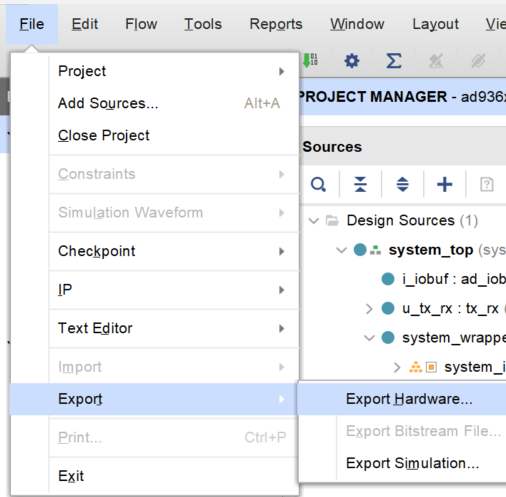 File Edit Flow Tools Reports Window Layout Vie
PROJECT MANAGER - ad936
Project
Add Sources... Alt+A
Close Project
Constraints
Simulation Waveform
Checkpoint
IP
Text Editor
Import
Export
Print... Ctrl+P
Exit
Sources
Design Sources (1)
system_top (sys
i_iobuf : ad_iob
u_tx_rx : tx_rx (
system_wrappe
system_i
Export Hardware...
Export Bitstream File...
Export Simulation...